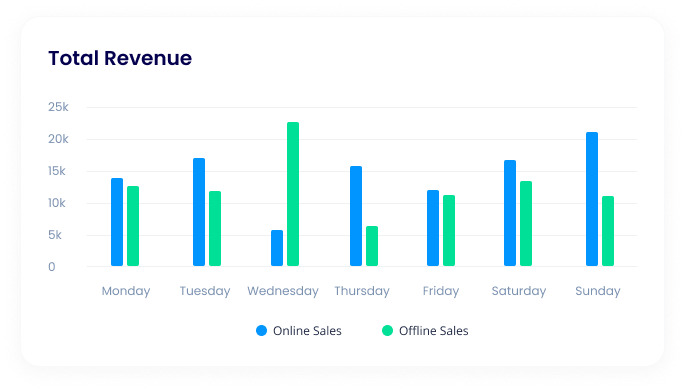 Total Revenue
25k
20k
15k
10k
5k
0
Monday Tuesday Wednesday Thursday Friday Saturday Sunday
Online Sales Offline Sales